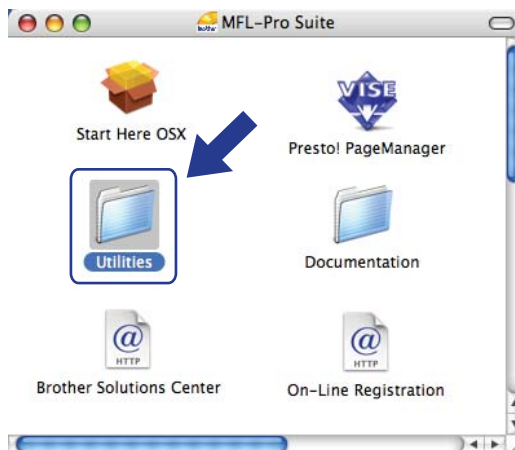 brother MFL-Pro Suite
VISE
Start Here OSX
Presto! PageManager
Utilities
Documentation
@
HTTP
@
HTTP
Brother Solutions Center
On-Line Registration